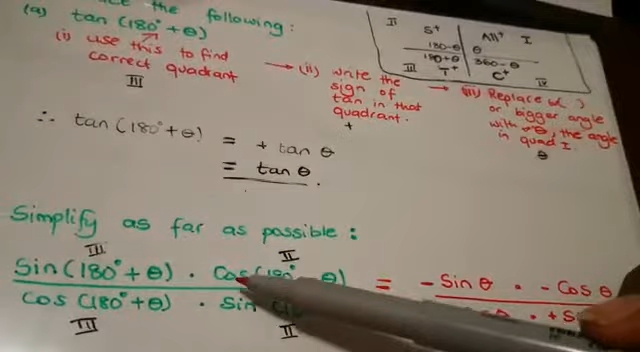 the following:
(a) tan (180° + θ)
(i) use this to find
correct quadrant
III
→ (ii) write the
sign of
tan in that
quadrant.
+
→ (iii) Replace
or bigger angle
with θ, the angle
in quad I.
θ
II S⁺ All⁺ I
180-θ θ
180+θ 360-θ
III T⁺ C⁺ IV
∴ tan (180° + θ) = + tan θ
= tan θ.
Simplify as far as possible:
III II
Sin (180° + θ) · Cos (180° - θ) = - Sin θ · - Cos θ
Cos (180° + θ) · Sin
III II